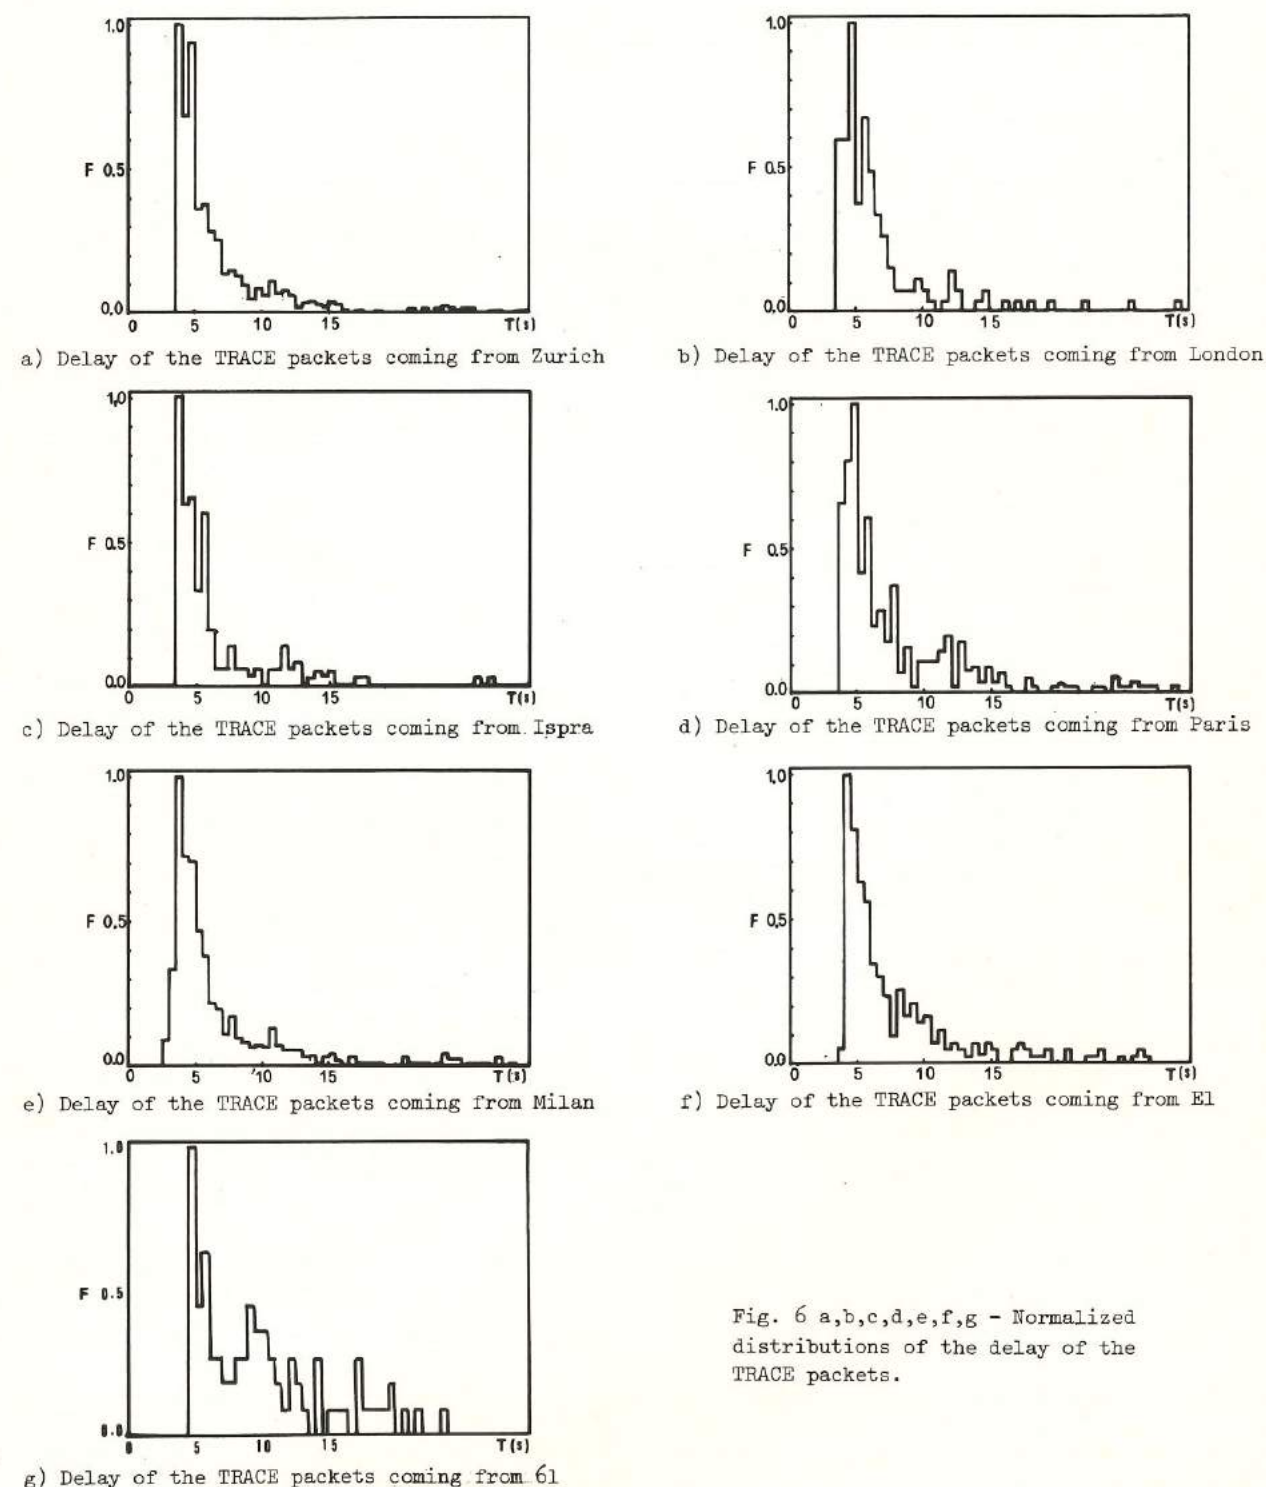 1.0
F 0.5
0.0
0 5 10 15 T(s)
a) Delay of the TRACE packets coming from Zurich
1.0
F 0.5
0.0
0 5 10 15 T(s)
b) Delay of the TRACE packets coming from London
1,0
F 0.5
0.0
0 5 10 15 T(s)
c) Delay of the TRACE packets coming from Ispra
1.0
F 0.5
0.0
0 5 10 15 T(s)
d) Delay of the TRACE packets coming from Paris
1.0
F 0.5
0.0
0 5 10 15 T(s)
e) Delay of the TRACE packets coming from Milan
1.0
F 0.5
0.0
0 5 10 15 T(s)
f) Delay of the TRACE packets coming from El
1.0
F 0.5
0.0
0 5 10 15 T(s)
g) Delay of the TRACE packets coming from 61
Fig. 6 a,b,c,d,e,f,g - Normalized
distributions of the delay of the
TRACE packets.